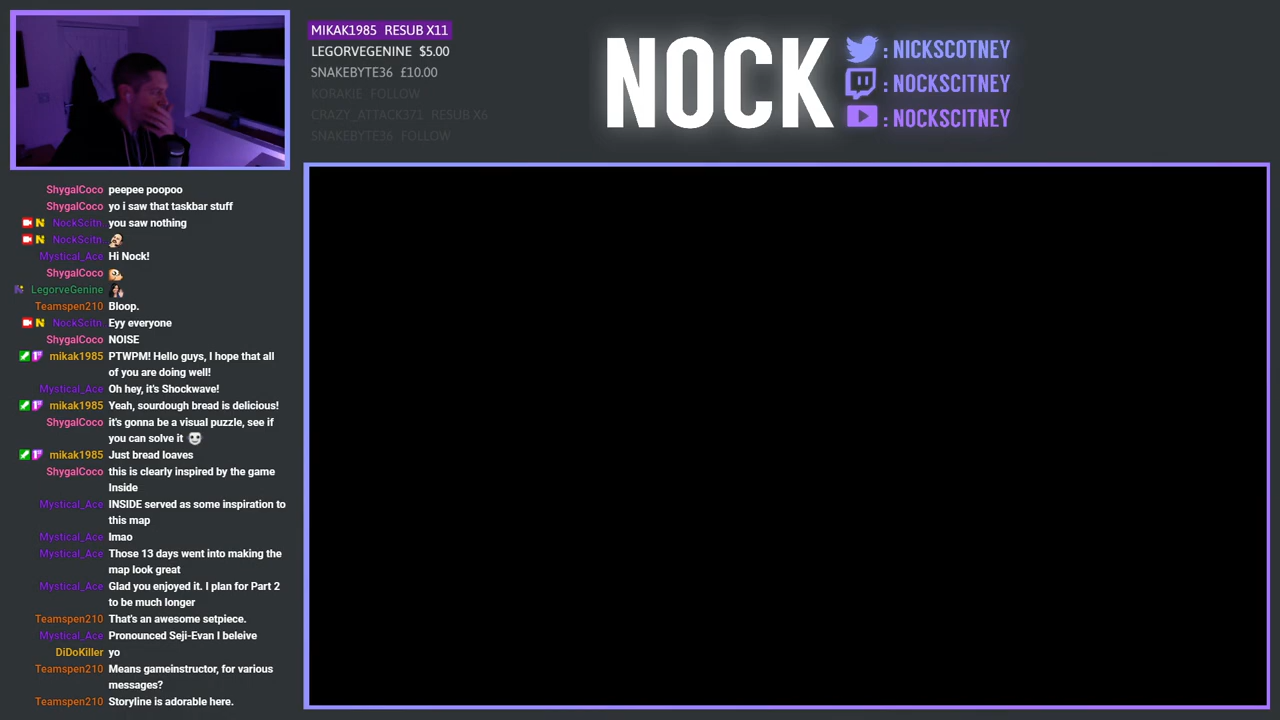 MIKAK1985 RESUB X11
LEGORVEGENINE $5.00
SNAKEBYTE36 £10.00
KORAKIE FOLLOW
CRAZY_ATTACK371 RESUB X6
SNAKEBYTE36 FOLLOW
NOCK
: NICKSCOTNEY
: NOCKSCITNEY
: NOCKSCITNEY
ShygalCoco peepee poopoo
ShygalCoco yo i saw that taskbar stuff
NockScitn. you saw nothing
NockScitn.
Mystical_Ace Hi Nock!
ShygalCoco
LegorveGenine
Teamspen210 Bloop.
NockScitn. Eyy everyone
ShygalCoco NOISE
mikak1985 PTWPM! Hello guys, I hope that all
of you are doing well!
Mystical_Ace Oh hey, it's Shockwave!
mikak1985 Yeah, sourdough bread is delicious!
ShygalCoco it's gonna be a visual puzzle, see if
you can solve it
mikak1985 Just bread loaves
ShygalCoco this is clearly inspired by the game
Inside
Mystical_Ace INSIDE served as some inspiration to
this map
Mystical_Ace lmao
Mystical_Ace Those 13 days went into making the
map look great
Mystical_Ace Glad you enjoyed it. I plan for Part 2
to be much longer
Teamspen210 That's an awesome setpiece.
Mystical_Ace Pronounced Seji-Evan I beleive
DiDoKiller yo
Teamspen210 Means gameinstructor, for various
messages?
Teamspen210 Storyline is adorable here.